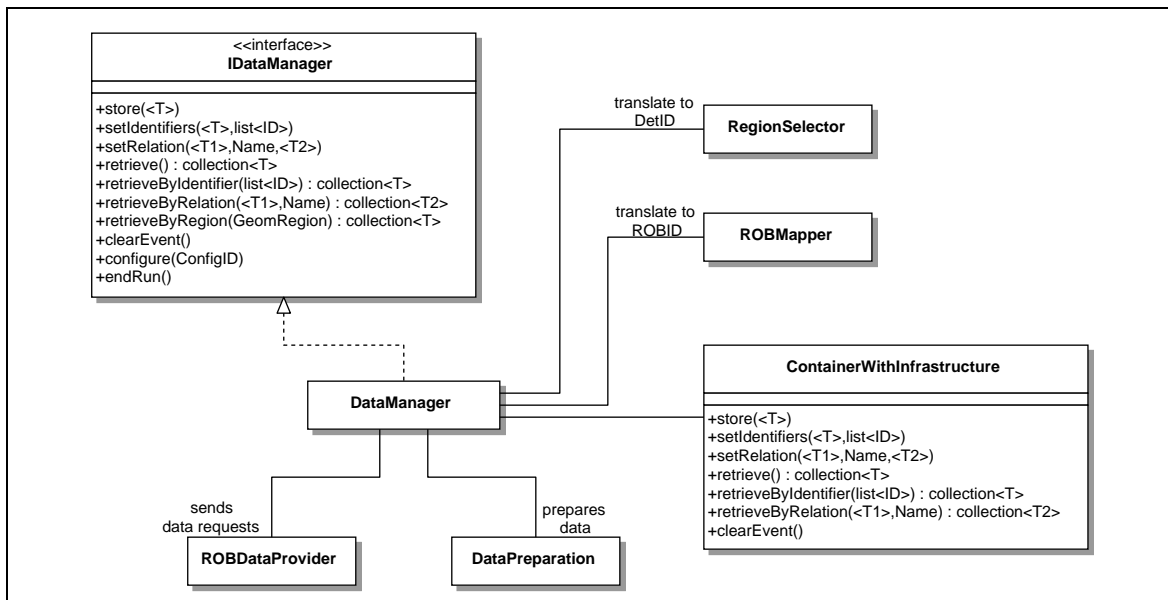 <<interface>>
IDataManager
+store(<T>)
+setIdentifiers(<T>,list<ID>)
+setRelation(<T1>,Name,<T2>)
+retrieve() : collection<T>
+retrieveByIdentifier(list<ID>) : collection<T>
+retrieveByRelation(<T1>,Name) : collection<T2>
+retrieveByRegion(GeomRegion) : collection<T>
+clearEvent()
+configure(ConfigID)
+endRun()
translate to
DetID
RegionSelector
translate to
ROBID
ROBMapper
DataManager
ContainerWithInfrastructure
+store(<T>)
+setIdentifiers(<T>,list<ID>)
+setRelation(<T1>,Name,<T2>)
+retrieve() : collection<T>
+retrieveByIdentifier(list<ID>) : collection<T>
+retrieveByRelation(<T1>,Name) : collection<T2>
+clearEvent()
sends
data requests
ROBDataProvider
prepares
data
DataPreparation